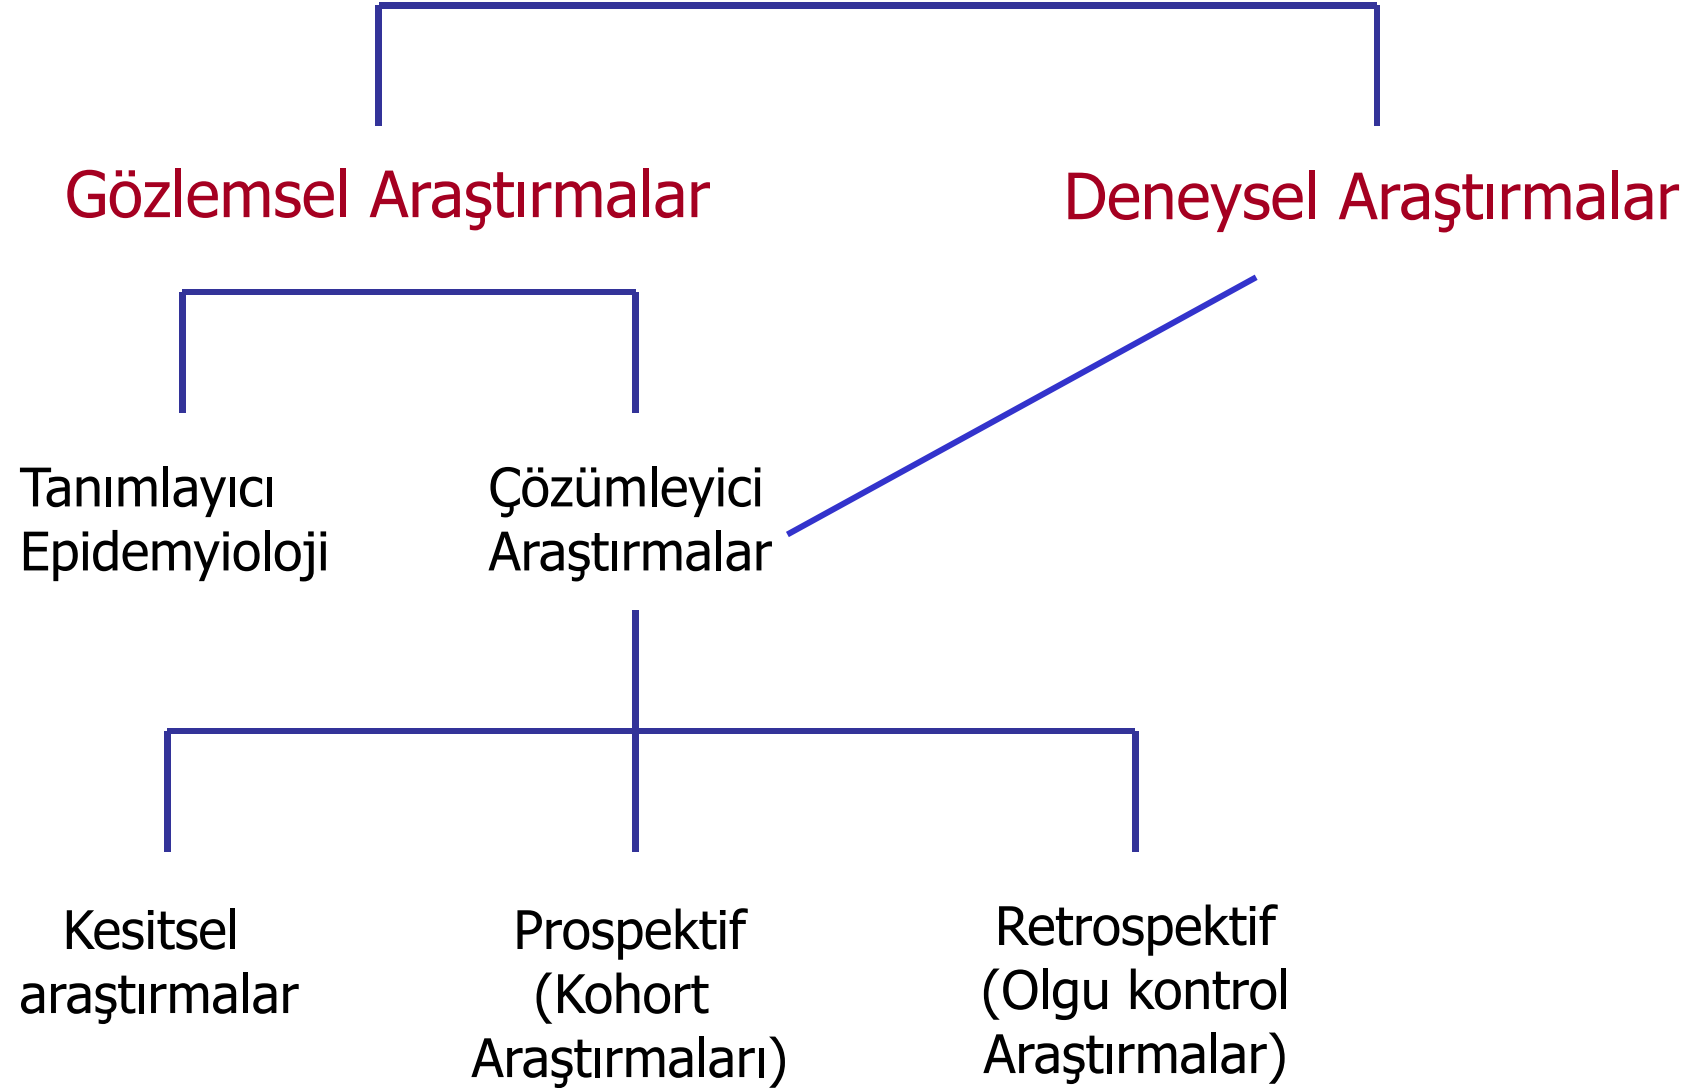 Gözlemsel Araştırmalar
Deneysel Araştırmalar
Tanımlayıcı
Epidemyioloji
Çözümleyici
Araştırmalar
Kesitsel
araştırmalar
Prospektif
(Kohort
Araştırmaları)
Retrospektif
(Olgu kontrol
Araştırmalar)